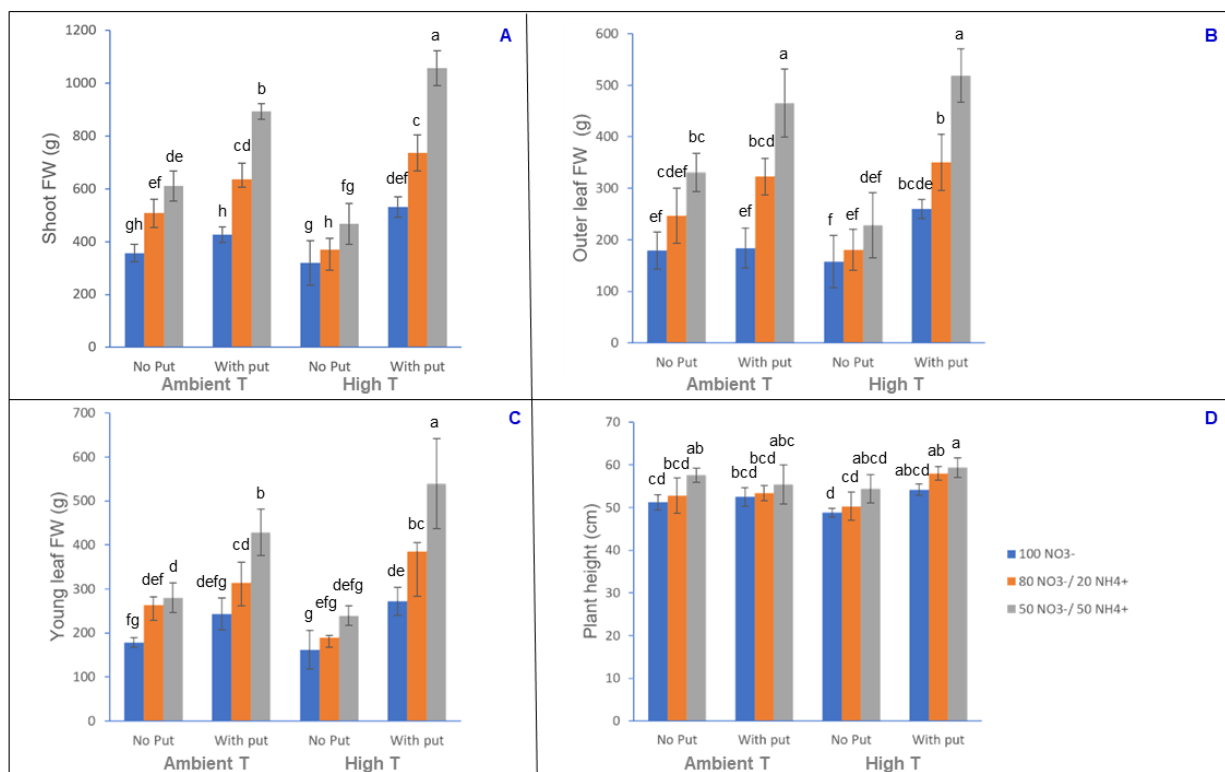 A
Shoot FW (g)
1200
1000
800
600
400
200
0
gh
ef
de
h
cd
b
g
h
fg
def
c
a
No Put
With put
No Put
With put
Ambient T
High T
B
Outer leaf FW (g)
600
500
400
300
200
100
0
ef
cdef
bc
ef
bcd
a
f
ef
def
bcde
b
a
No Put
With put
No Put
With put
Ambient T
High T
C
Young leaf FW (g)
700
600
500
400
300
200
100
0
fg
def
d
defg
cd
b
g
efg
defg
de
bc
a
No Put
With put
No Put
With put
Ambient T
High T
D
Plant height (cm)
70
60
50
40
30
20
10
0
cd
bcd
ab
bcd
bcd
abc
d
cd
abcd
abcd
ab
a
No Put
With put
No Put
With put
Ambient T
High T
100 NO3-
80 NO3-/ 20 NH4+
50 NO3-/ 50 NH4+